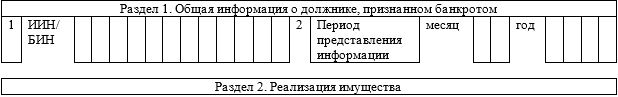 Раздел 1. Общая информация о должнике, признанном банкротом
1 ИИН/ 2 Период месяц год
БИН представления
информации
Раздел 2. Реализация имущества